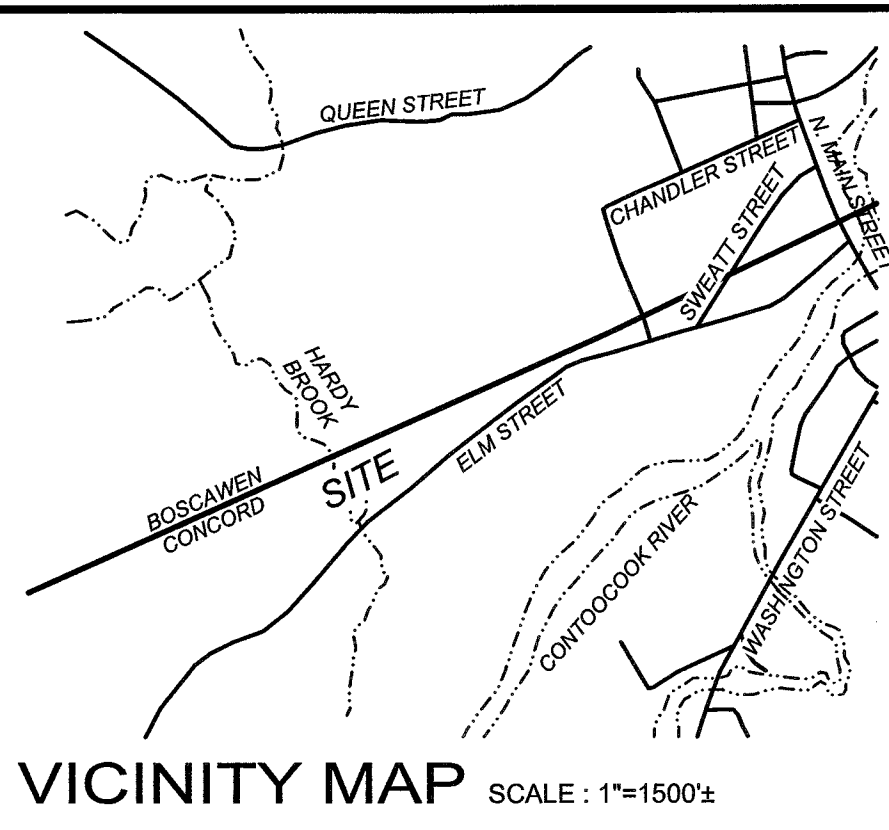 QUEEN STREET
CHANDLER STREET
N. MAIN STREET
SWEATT STREET
HARDY
BROOK
ELM STREET
SITE
BOSCAWEN
CONCORD
CONTOOCOOK RIVER
WASHINGTON STREET
VICINITY MAP SCALE : 1"=1500'±